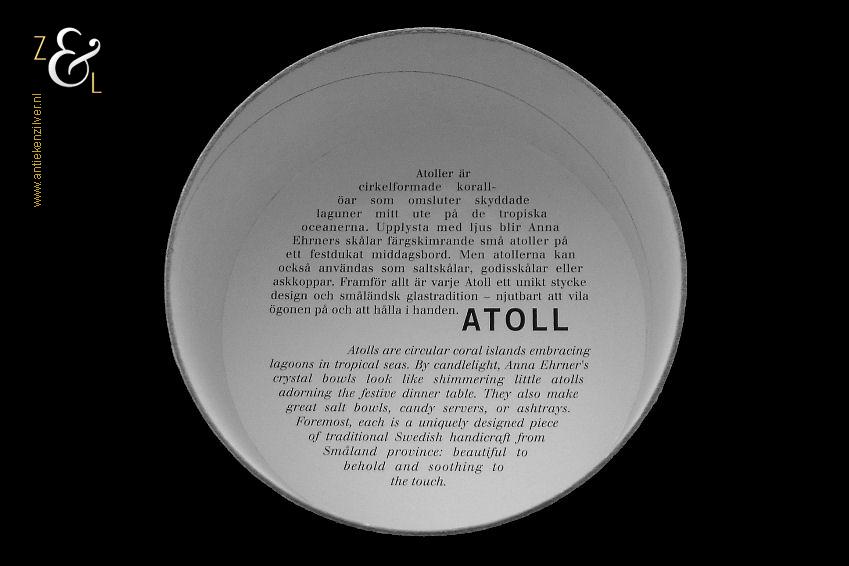 Z & L
www.antiekenzilver.nl
Atoller är
cirkelformade korall-
öar som omsluter skyddade
laguner mitt ute på de tropiska
oceanerna. Upplysta med ljus blir Anna
Ehrners skålar färgskimrande små atoller på
ett festdukat middagsbord. Men atollerna kan
också användas som saltskålar, godisskålar eller
askkoppar. Framför allt är varje Atoll ett unikt stycke
design och småländsk glastradition – njutbart att vila
ögonen på och att hålla i handen.
ATOLL
Atolls are circular coral islands embracing
lagoons in tropical seas. By candlelight, Anna Ehrner's
crystal bowls look like shimmering little atolls
adorning the festive dinner table. They also make
great salt bowls, candy servers, or ashtrays.
Foremost, each is a uniquely designed piece
of traditional Swedish handicraft from
Småland province: beautiful to
behold and soothing to
the touch.